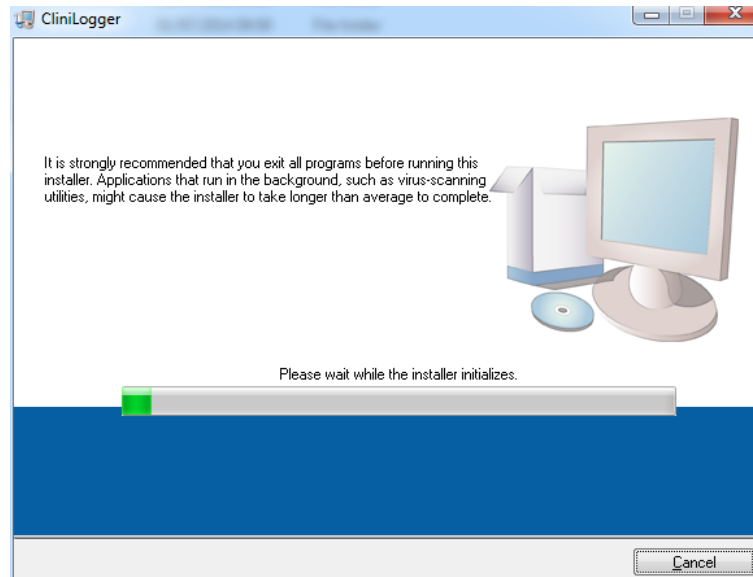 CliniLogger
It is strongly recommended that you exit all programs before running this
installer. Applications that run in the background, such as virus-scanning
utilities, might cause the installer to take longer than average to complete.
Please wait while the installer initializes.
Cancel